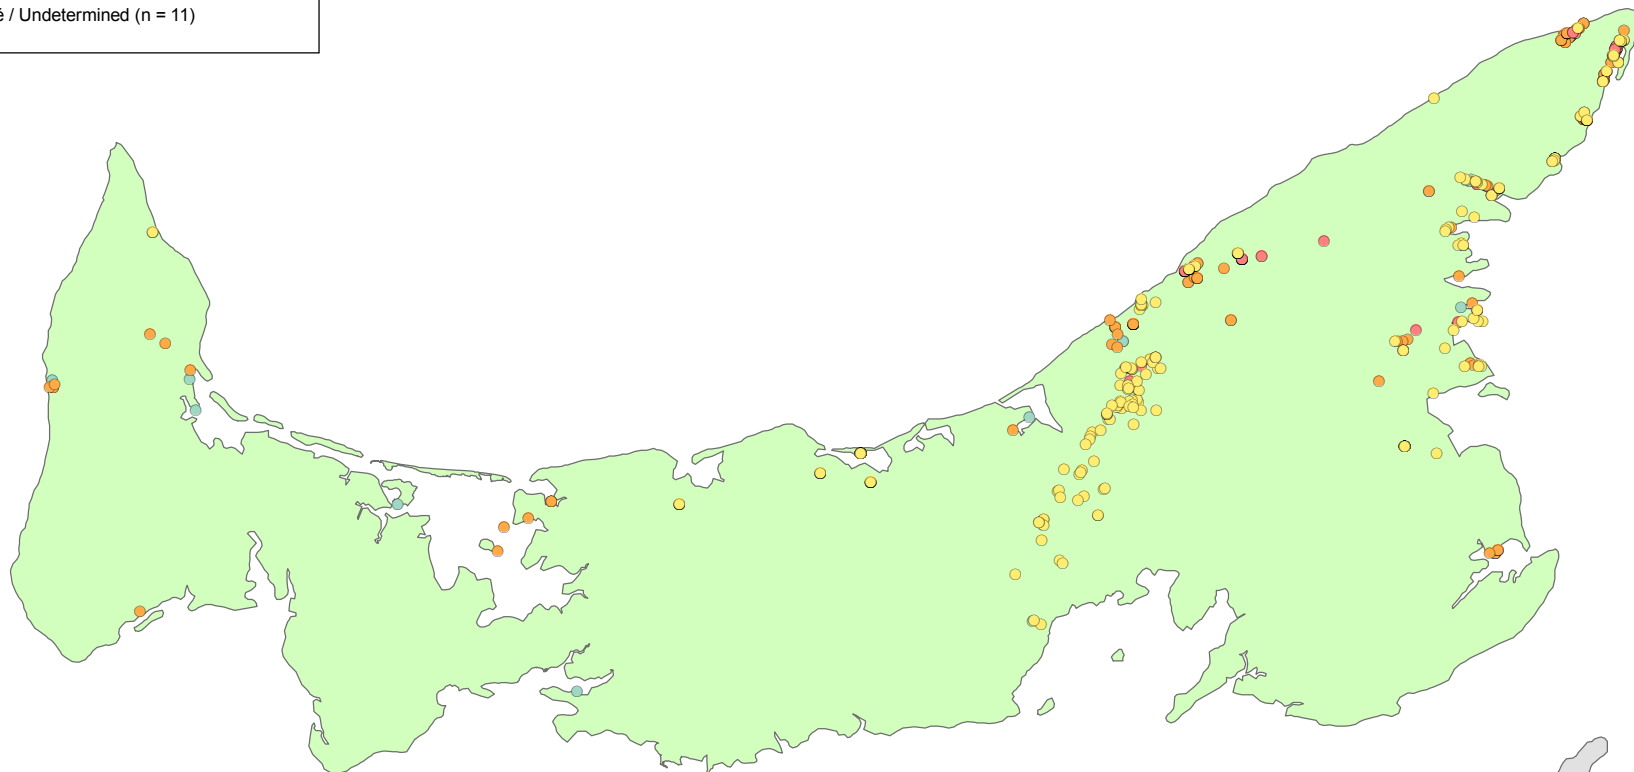 é / Undetermined (n = 11)